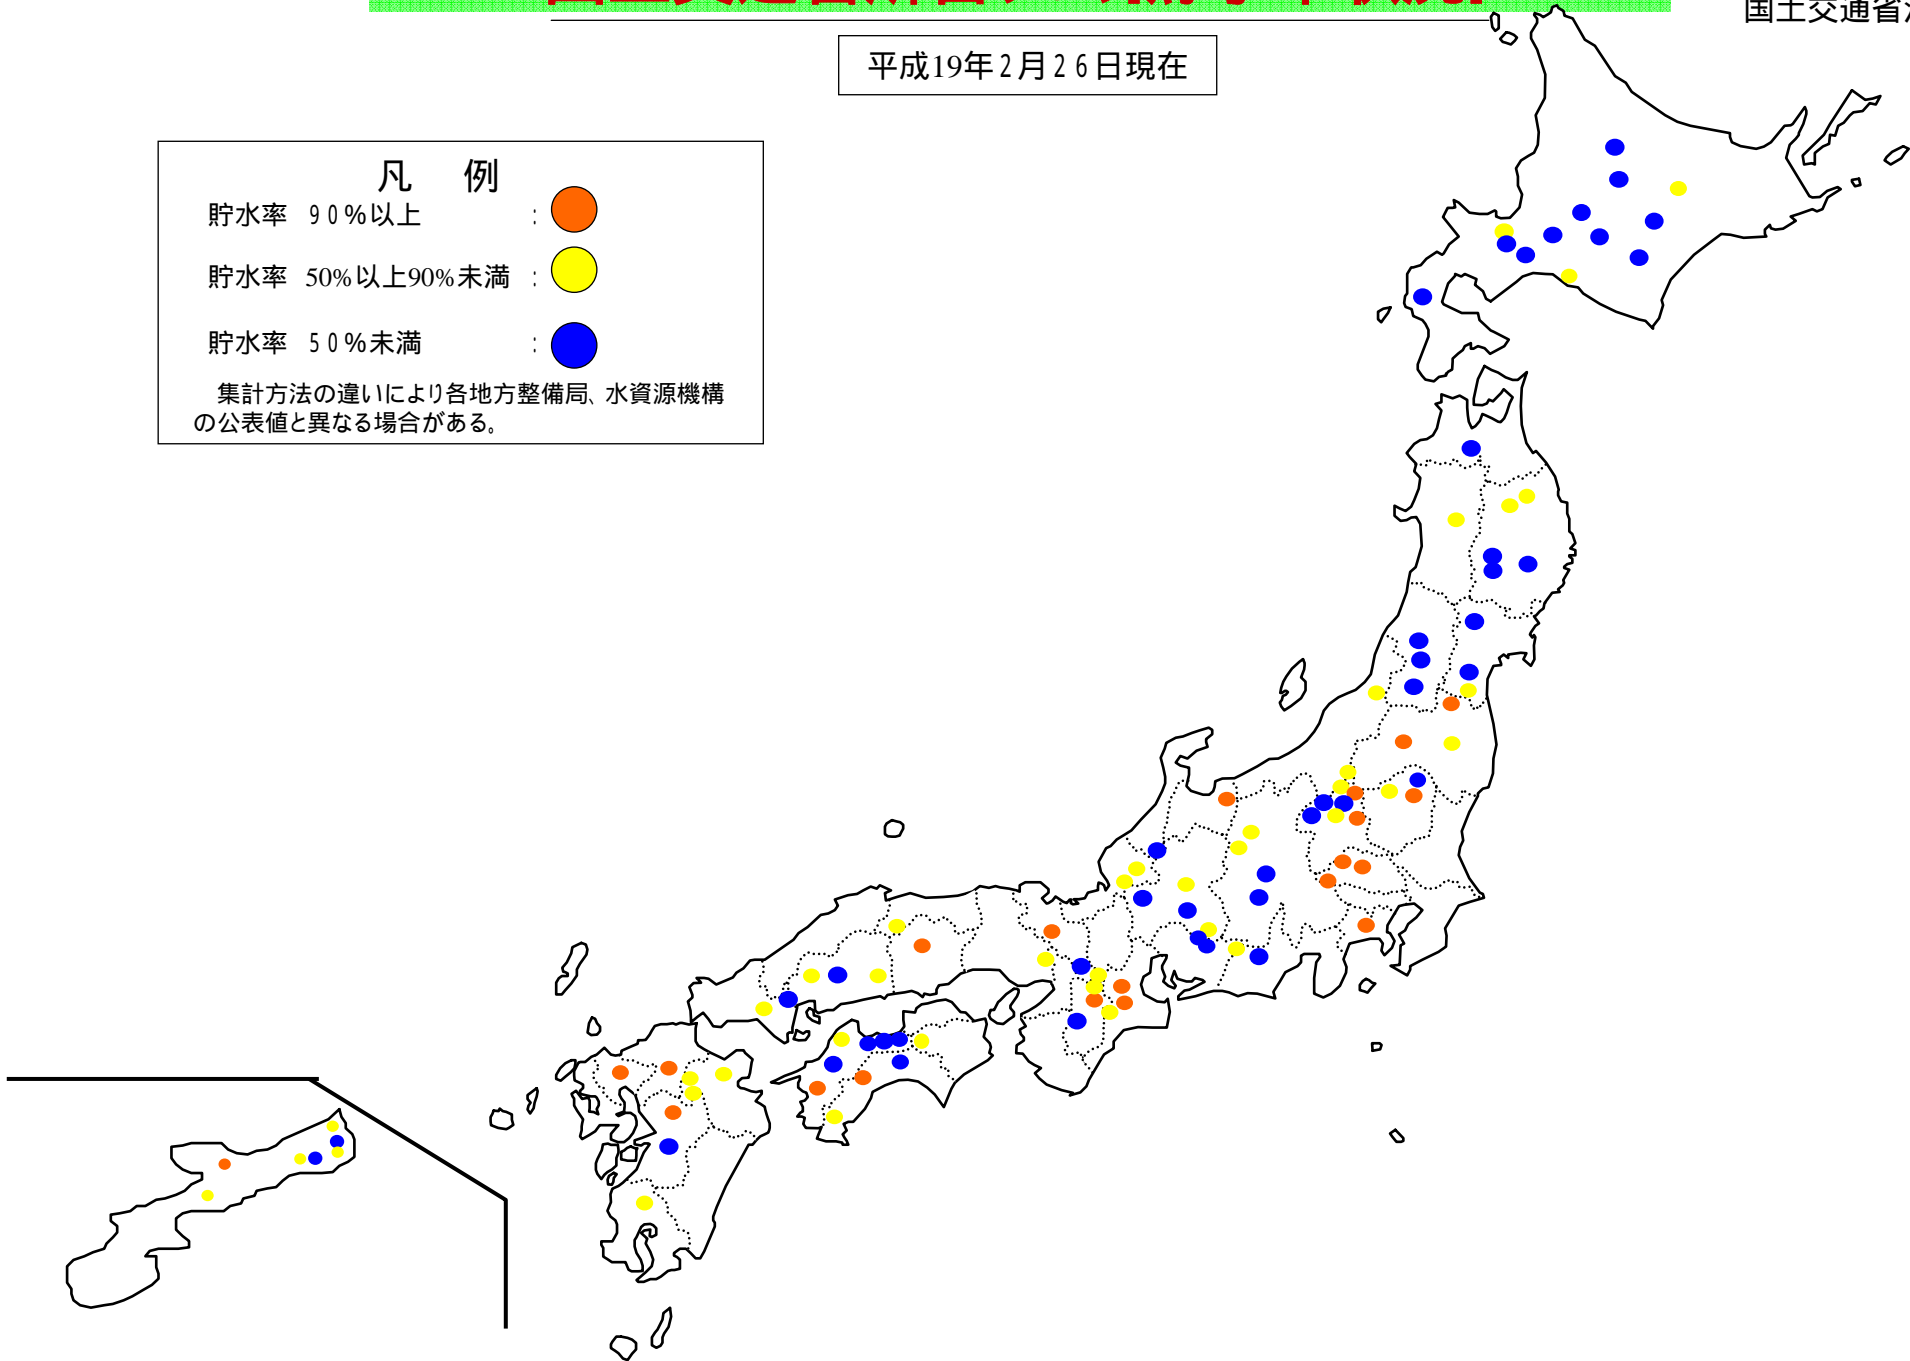 国土交通省
平成19年2月26日現在
凡 例
貯水率 90%以上 :
貯水率 50%以上90%未満 :
貯水率 50%未満 :
集計方法の違いにより各地方整備局、水資源機構
の公表値と異なる場合がある。